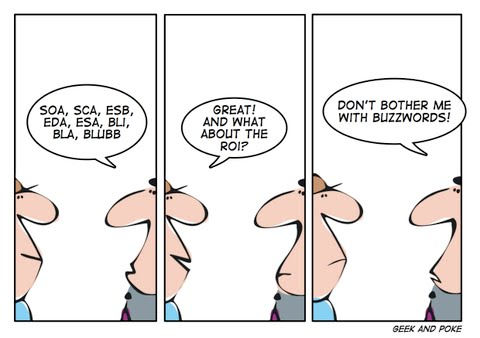 SOA, SCA, ESB,
EDA, ESA, BLI,
BLA, BLUBB
GREAT!
AND WHAT
ABOUT THE
ROI?
DON'T BOTHER ME
WITH BUZZWORDS!
GEEK AND POKE